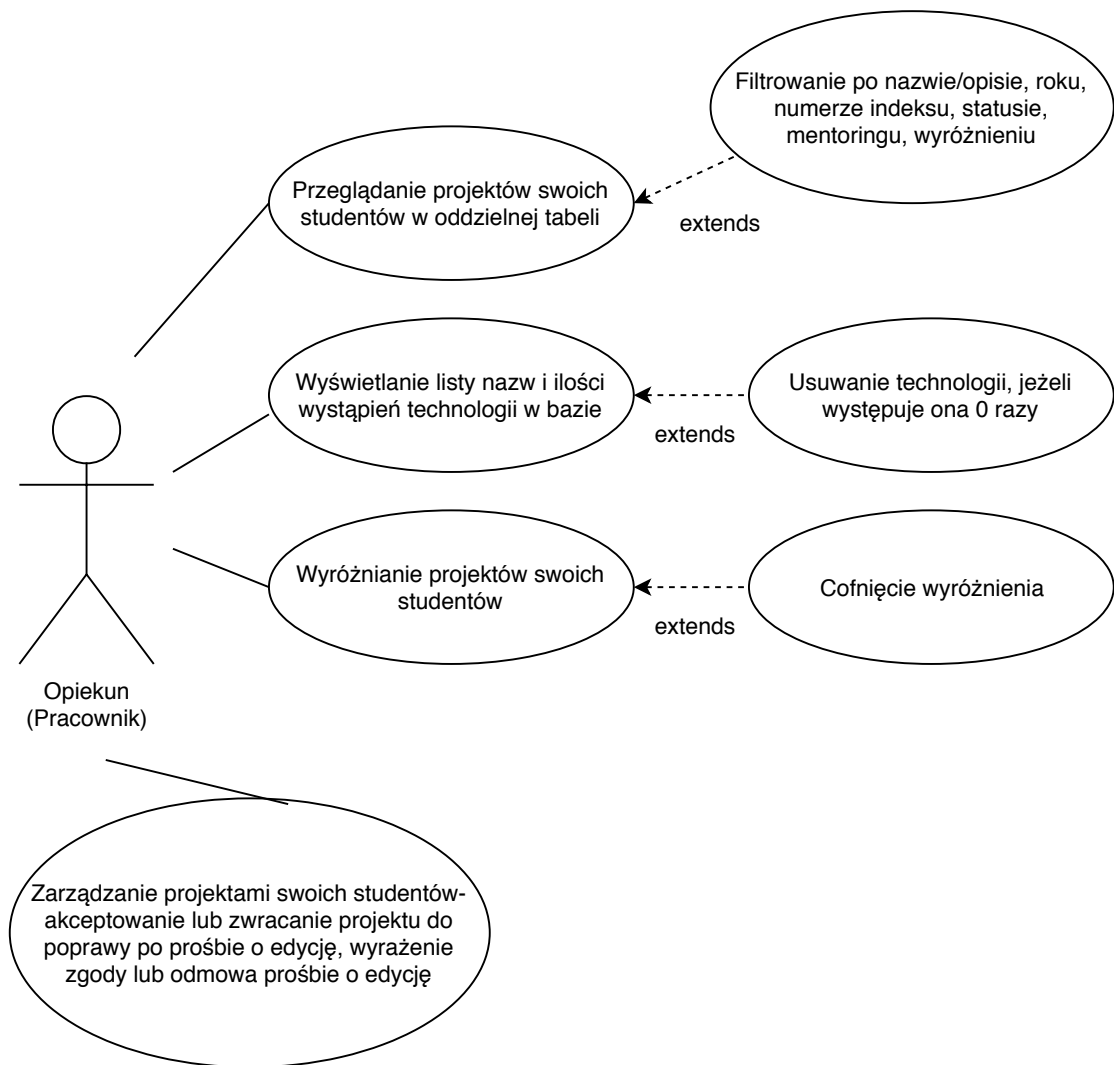 Filtrowanie po nazwie/opisie, roku,
numerze indeksu, statusie,
mentoringu, wyróżnieniu
Przeglądanie projektów swoich
studentów w oddzielnej tabeli
extends
Wyświetlanie listy nazw i ilości
wystąpień technologii w bazie
Usuwanie technologii, jeżeli
występuje ona 0 razy
extends
Wyróżnianie projektów swoich
studentów
Cofnięcie wyróżnienia
extends
Opiekun
(Pracownik)
Zarządzanie projektami swoich studentów-
akceptowanie lub zwracanie projektu do
poprawy po prośbie o edycję, wyrażenie
zgody lub odmowa prośbie o edycję